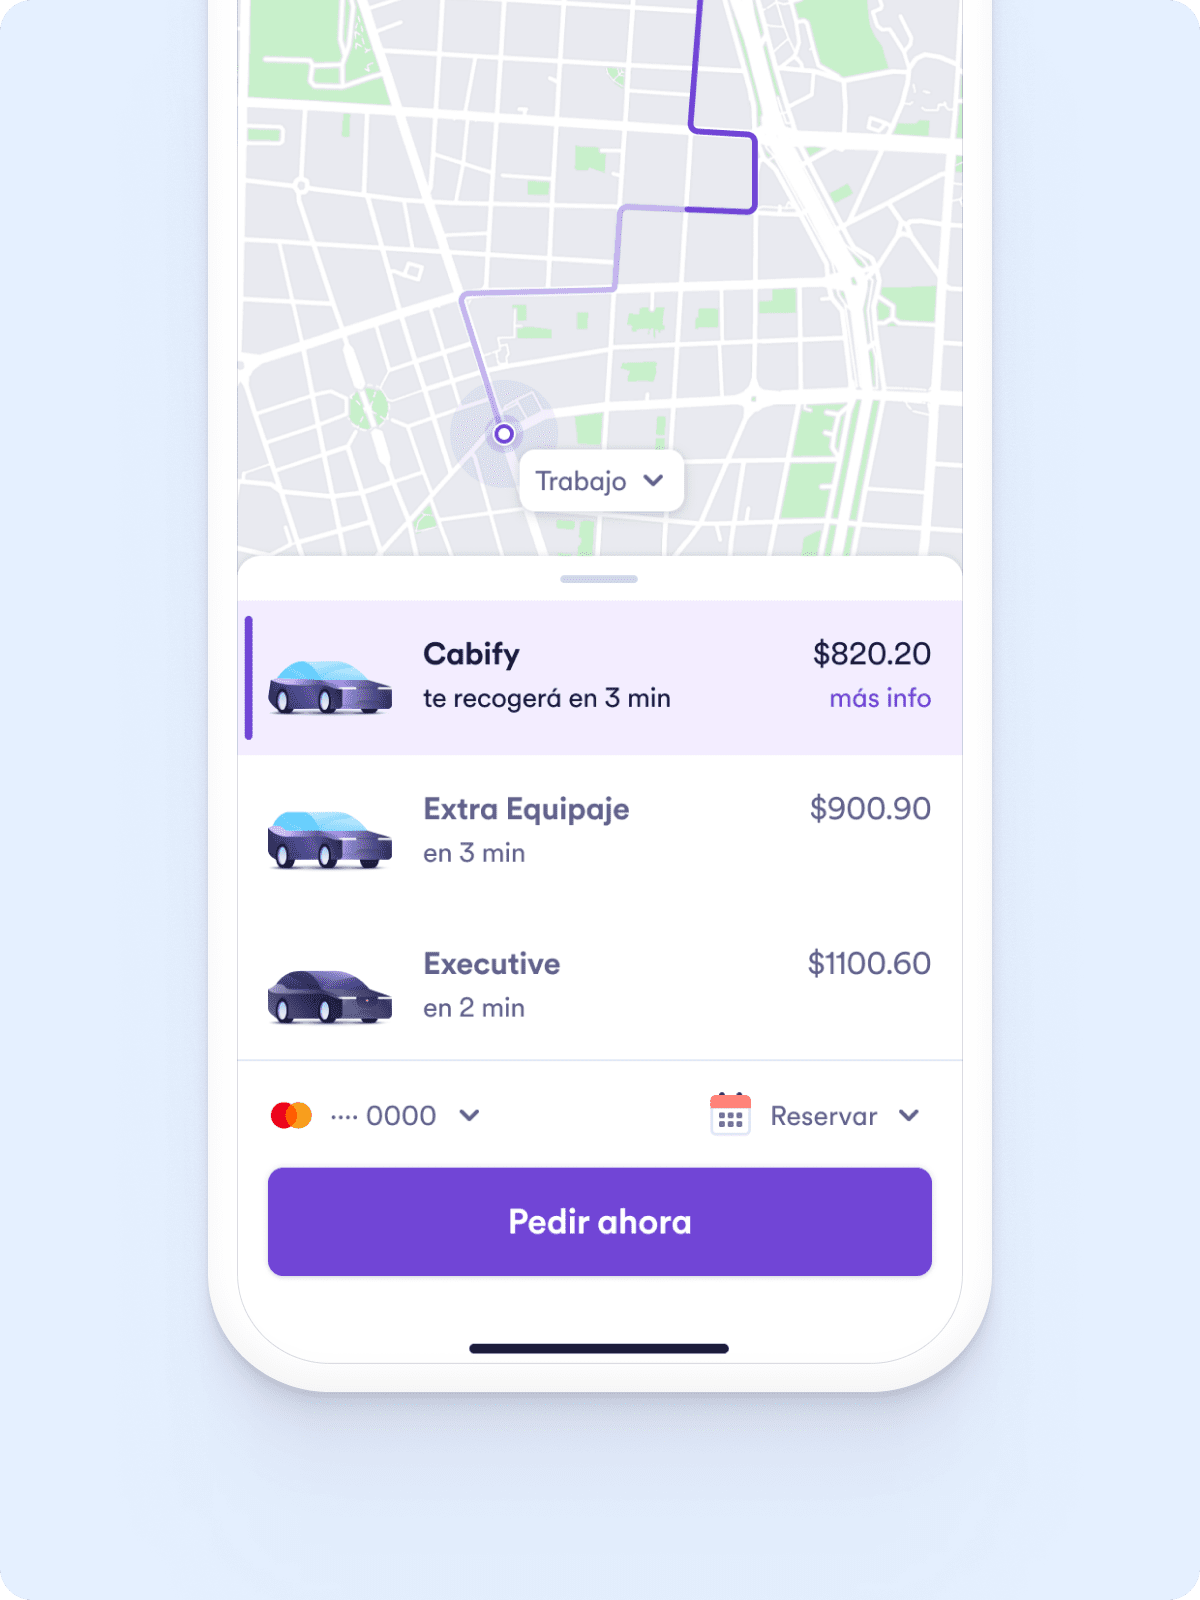 Trabajo
Cabify $820.20
te recogerá en 3 min más info
Extra Equipaje $900.90
en 3 min
Executive $1100.60
en 2 min
···· 0000 Reservar
Pedir ahora